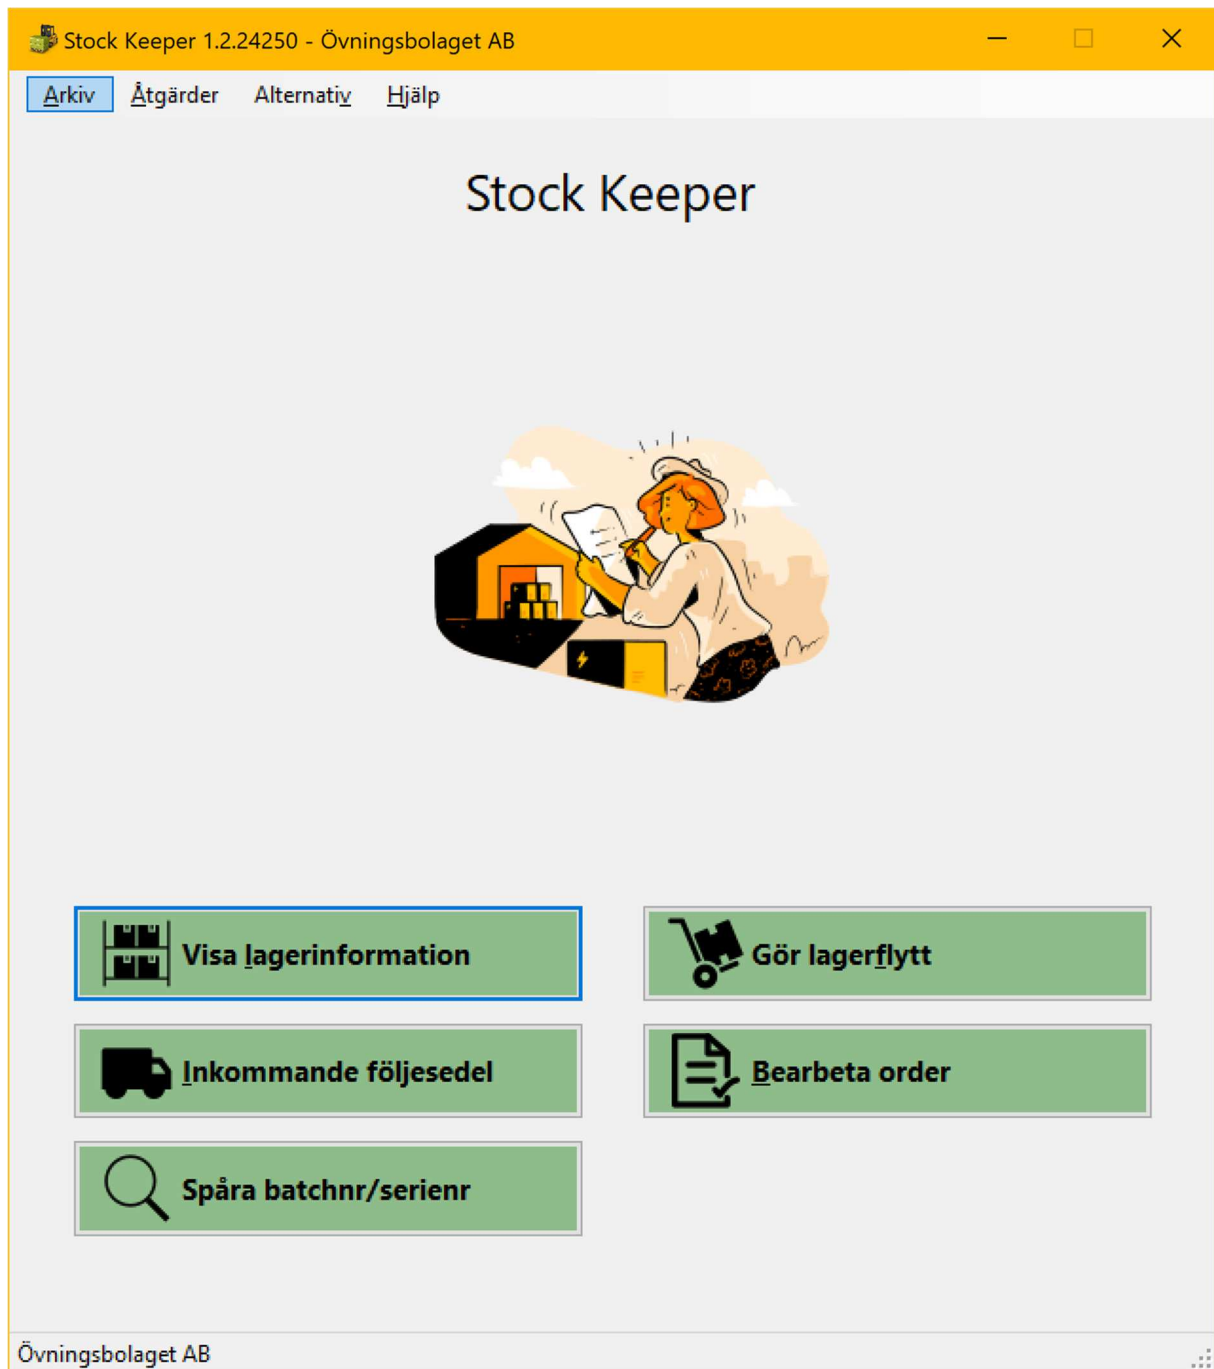 Stock Keeper 1.2.24250 - Övningsbolaget AB
Arkiv Åtgärder Alternativ Hjälp
Stock Keeper
Visa lagerinformation
Gör lagerflytt
Inkommande följesedel
Bearbeta order
Spåra batchnr/serienr
Övningsbolaget AB